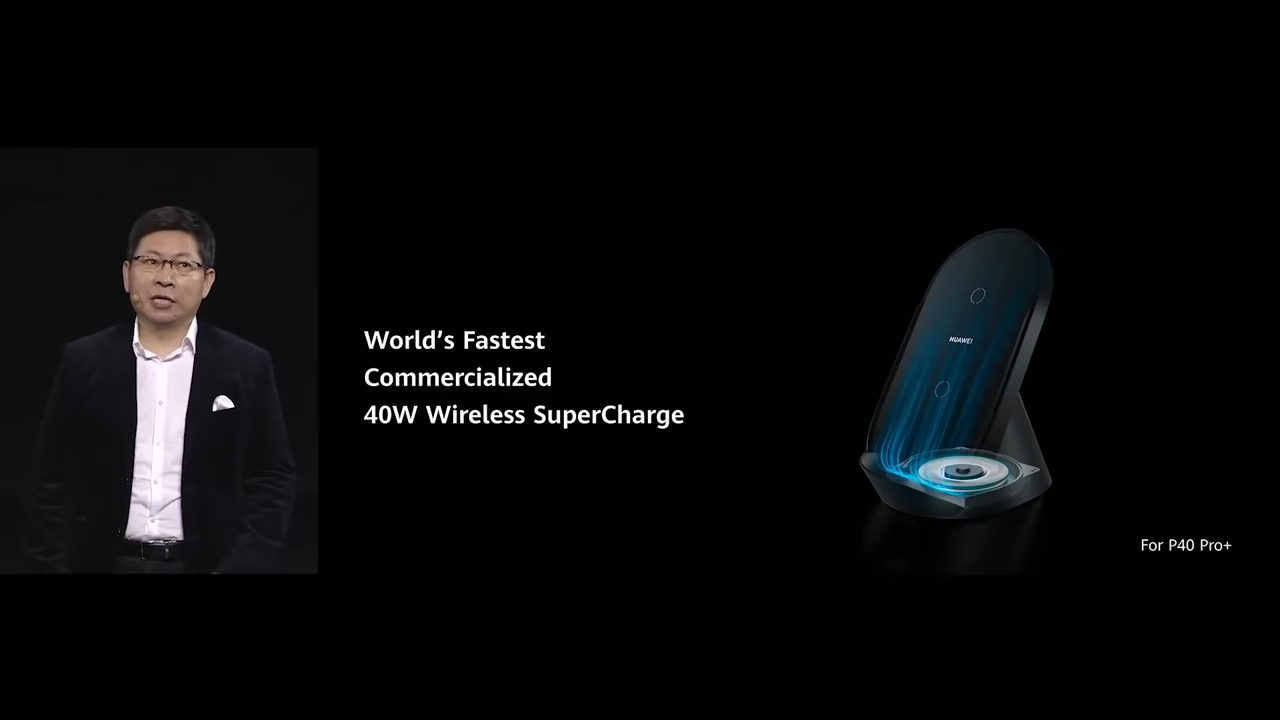 World's Fastest
Commercialized
40W Wireless SuperCharge
HUAWEI
For P40 Pro+